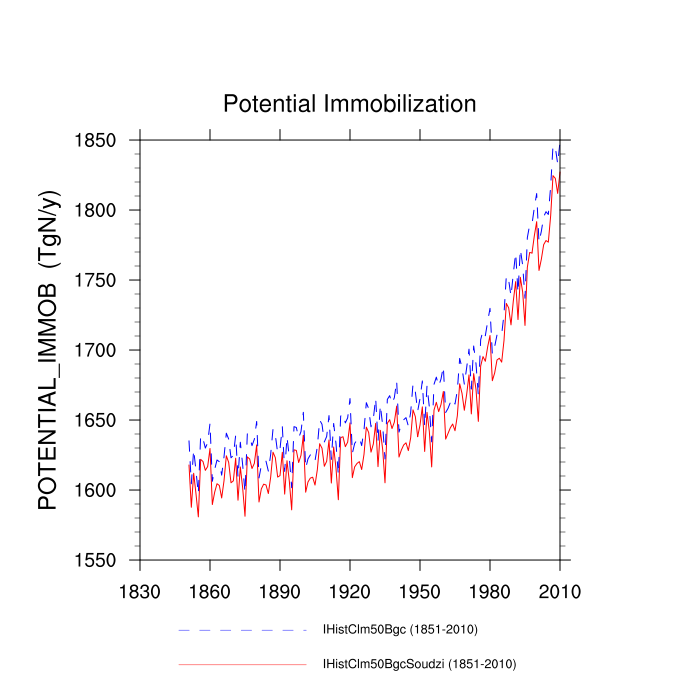 Potential Immobilization
POTENTIAL_IMMOB (TgN/y)
1850
1800
1750
1700
1650
1600
1550
1830 1860 1890 1920 1950 1980 2010
IHistClm50Bgc (1851-2010)
IHistClm50BgcSoudzi (1851-2010)